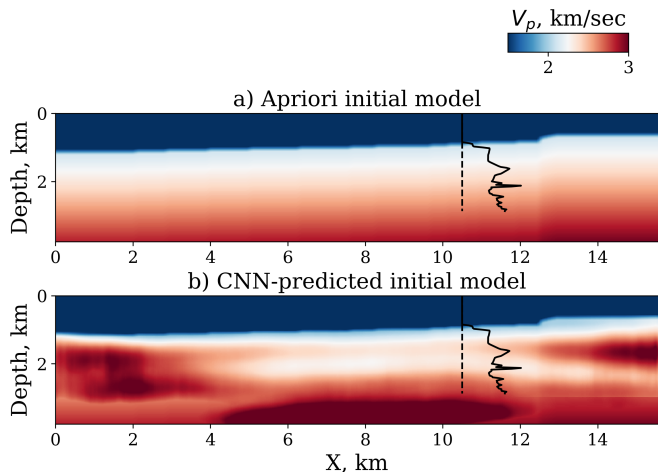 V_p, km/sec
2 3
a) Apriori initial model
0
2
Depth, km
0 2 4 6 8 10 12 14
b) CNN-predicted initial model
0
2
Depth, km
0 2 4 6 8 10 12 14
X, km